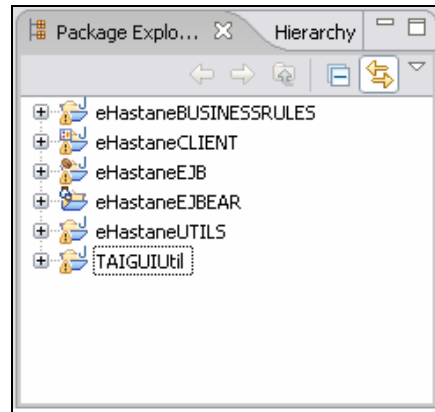 Package Explo... Hierarchy
eHastaneBUSINESSRULES
eHastaneCLIENT
eHastaneEJB
eHastaneEJBEAR
eHastaneUTILS
TAIGUIUtil